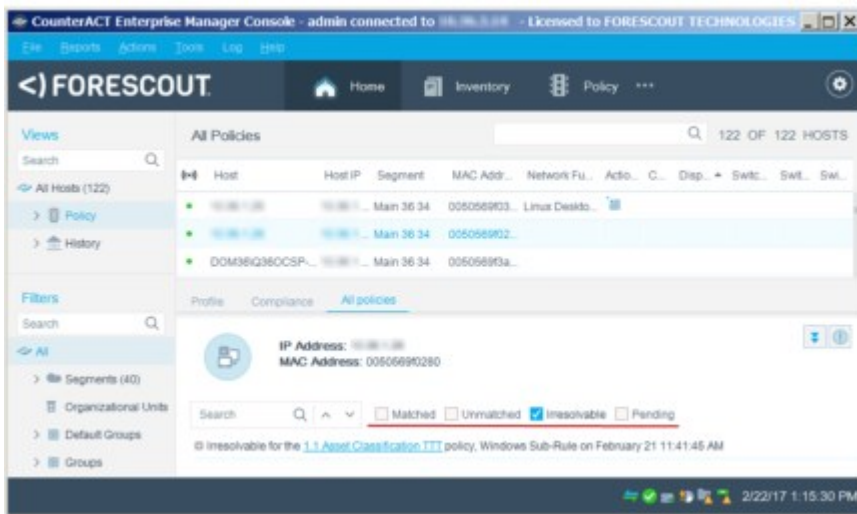 CounterACT Enterprise Manager Console - admin connected to - Licensed to FORESCOUT TECHNOLOGIES
File Reports Actions Tools Log Help
<) FORESCOUT. Home Inventory Policy ...
Views
Search
All Hosts (122)
Policy
History
Filters
Search
All
Segments (40)
Organizational Units
Default Groups
Groups
All Policies
122 OF 122 HOSTS
Host Host IP Segment MAC Addr... Network Fu... Actio... C... Disp... Switc... Swit... Swi...
Main 36 34 0050569f03... Linux Deskto...
Main 36 34 0050569f02...
Main 36 34 0050569f3a...
Profile Compliance All policies
IP Address:
MAC Address: 0050569f0280
Search Matched Unmatched Irresolvable Pending
Irresolvable for the 1.1 Asset Classification TTT policy, Windows Sub-Rule on February 21 11:41:45 AM
2/22/17 1:15:30 PM